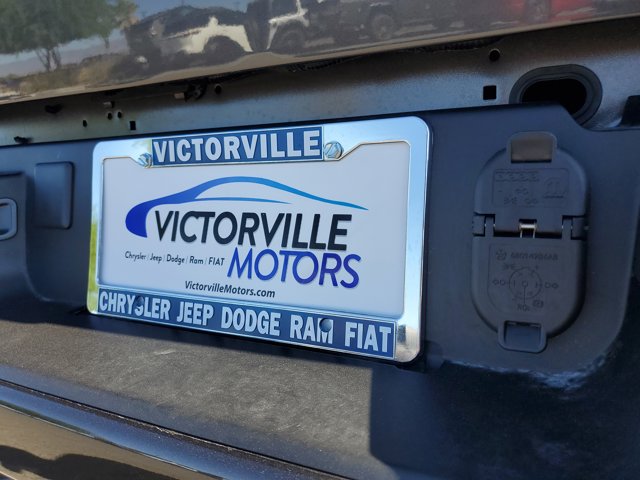 VICTORVILLE
VICTORVILLE
Chrysler | Jeep | Dodge | Ram | FIAT
MOTORS
VictorvilleMotors.com
CHRYSLER JEEP DODGE RAM FIAT